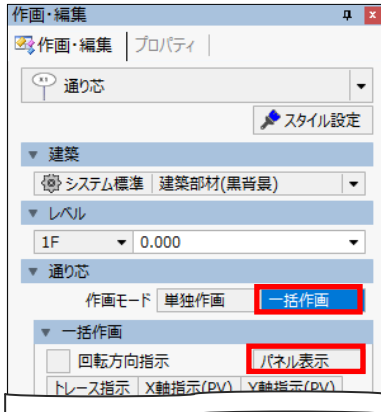 作画・編集
作画・編集 プロパティ
X1 通り芯
スタイル設定
建築
システム標準 建築部材(黒背景)
レベル
1F 0.000
通り芯
作画モード 単独作画 一括作画
一括作画
回転方向指示 パネル表示
トレース指示 X軸指示(PV) Y軸指示(PV)